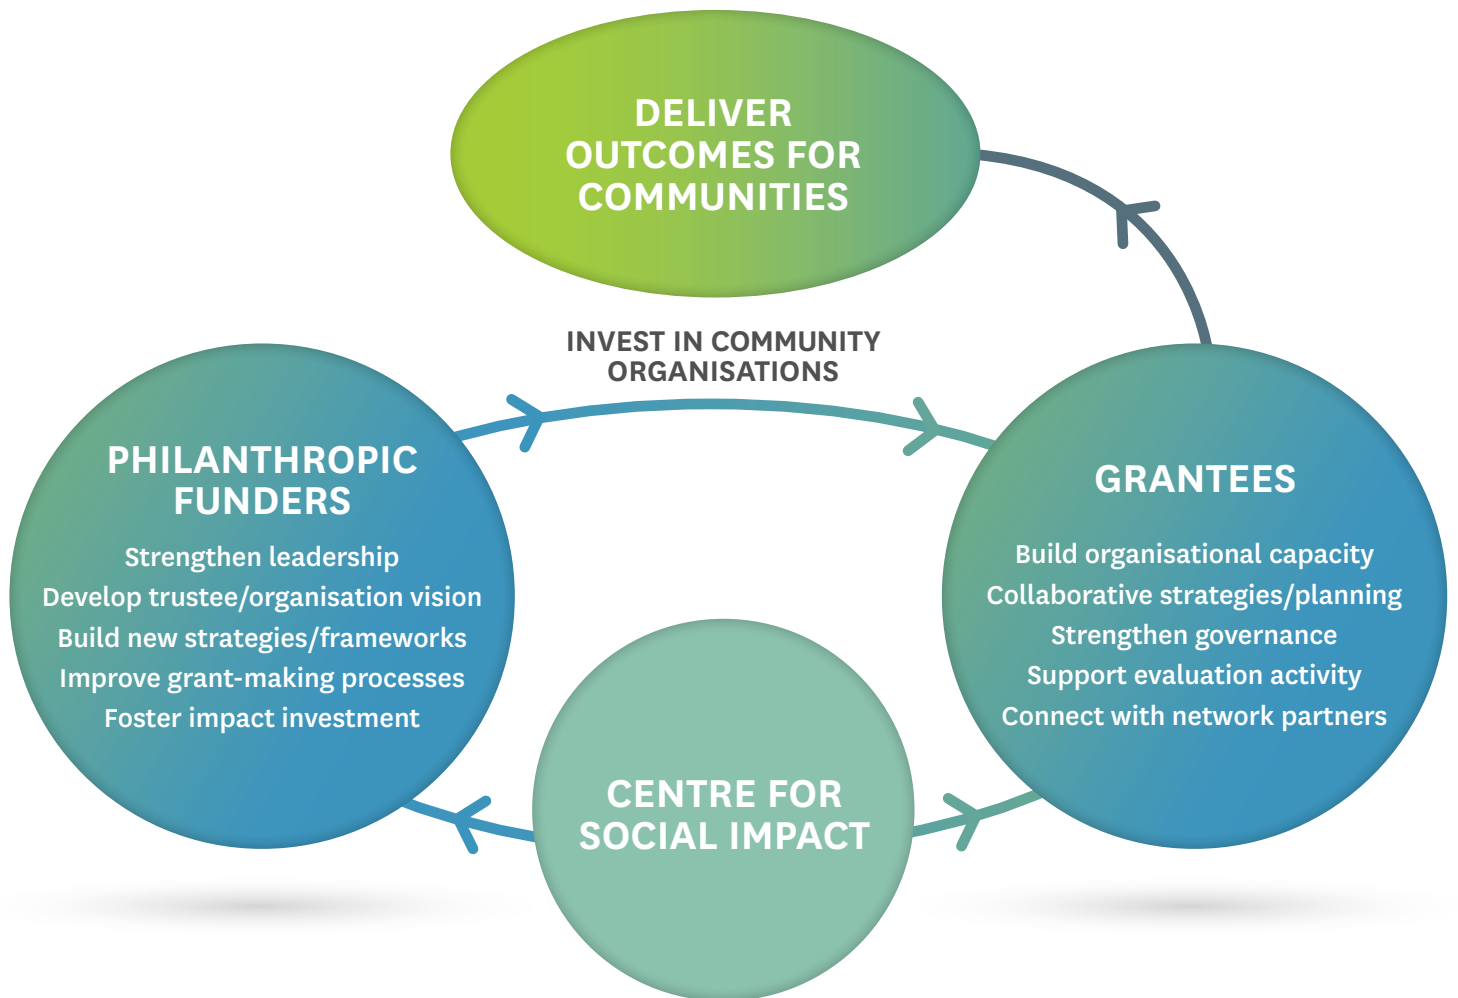 DELIVER
OUTCOMES FOR
COMMUNITIES
INVEST IN COMMUNITY
ORGANISATIONS
PHILANTHROPIC
FUNDERS
Strengthen leadership
Develop trustee/organisation vision
Build new strategies/frameworks
Improve grant-making processes
Foster impact investment
GRANTEES
Build organisational capacity
Collaborative strategies/planning
Strengthen governance
Support evaluation activity
Connect with network partners
CENTRE FOR
SOCIAL IMPACT